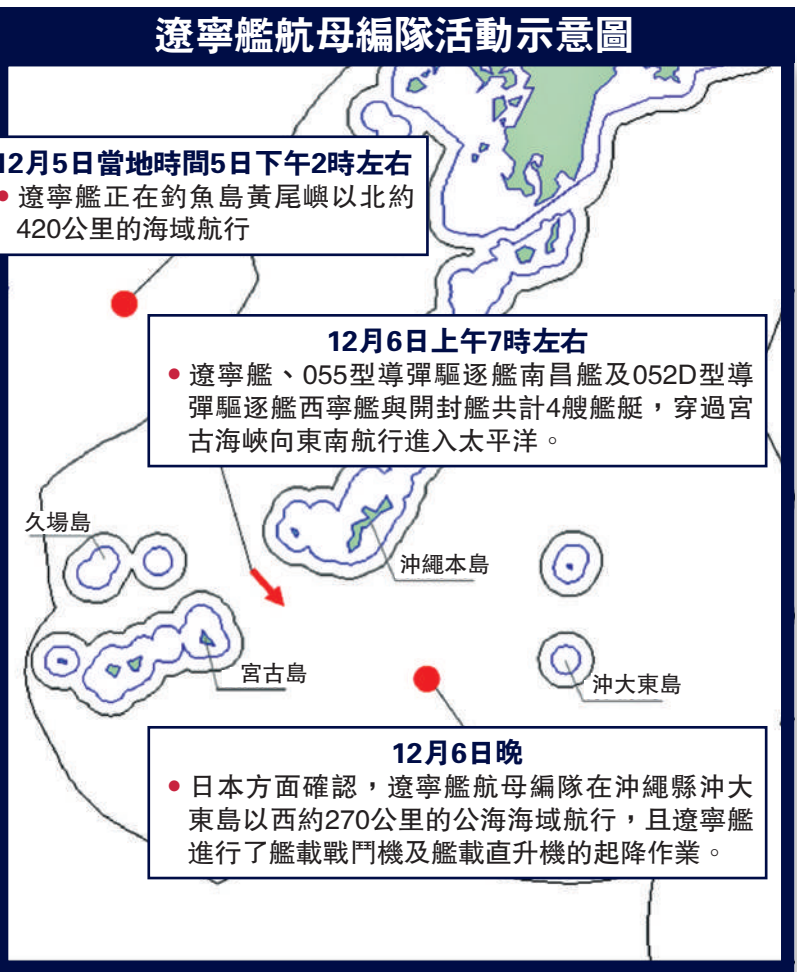 遼寧艦航母編隊活動示意圖
12月5日當地時間5日下午2時左右
• 遼寧艦正在釣魚島黃尾嶼以北約
420公里的海域航行
12月6日上午7時左右
• 遼寧艦、055型導彈驅逐艦南昌艦及052D型導
彈驅逐艦西寧艦與開封艦共計4艘艦艇，穿過宮
古海峽向東南航行進入太平洋。
久場島
沖繩本島
宮古島
沖大東島
12月6日晚
• 日本方面確認，遼寧艦航母編隊在沖繩縣沖大
東島以西約270公里的公海海域航行，且遼寧艦
進行了艦載戰鬥機及艦載直升機的起降作業。